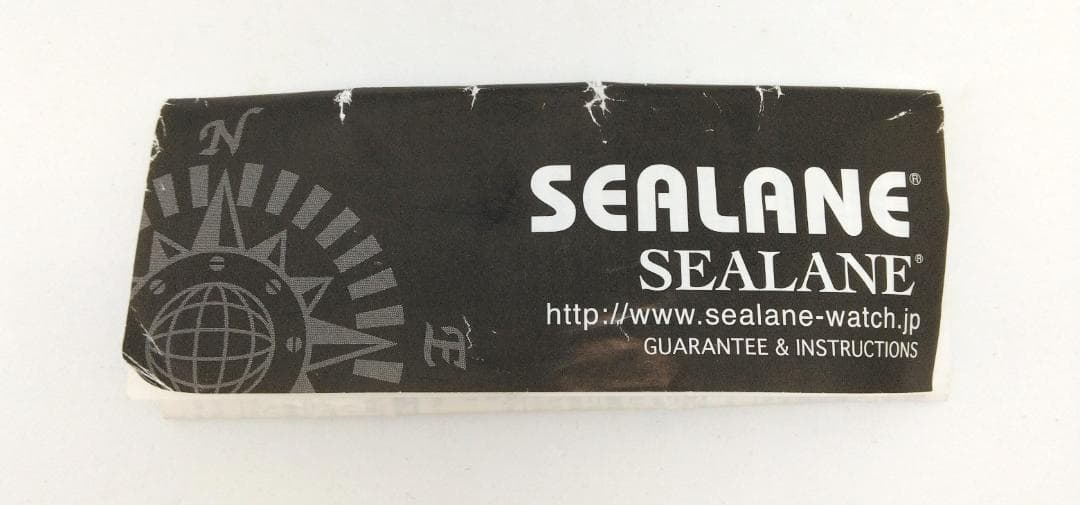 N
E
SEALANE®
SEALANE®
http://www.sealane-watch.jp
GUARANTEE & INSTRUCTIONS